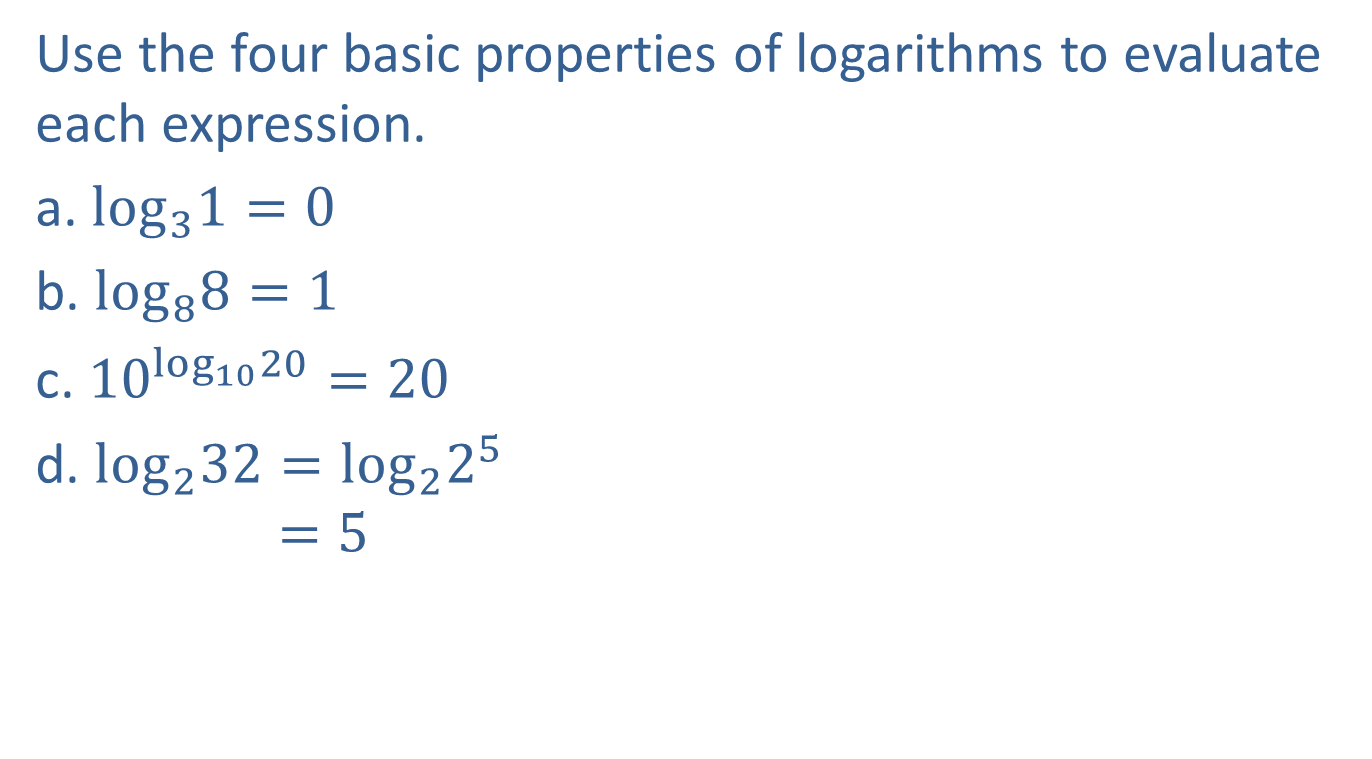 Use the four basic properties of logarithms to evaluate
each expression.
a. log₃1 = 0
b. log₈8 = 1
c. 10^(log₁₀20) = 20
d. log₂32 = log₂2⁵
= 5